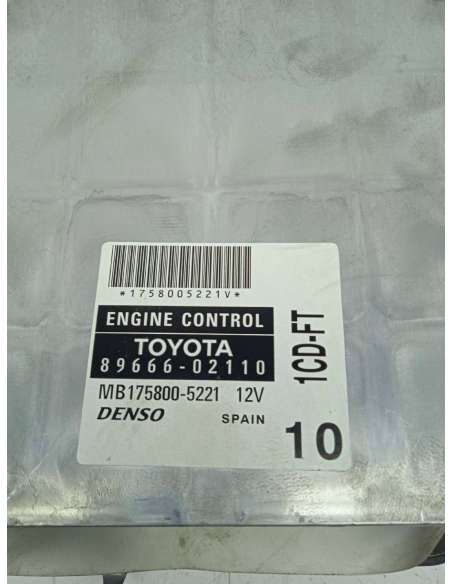 *1758005221V*
ENGINE CONTROL
TOYOTA
89666-02110
MB175800-5221 12V
DENSO SPAIN
1CD-FT
10